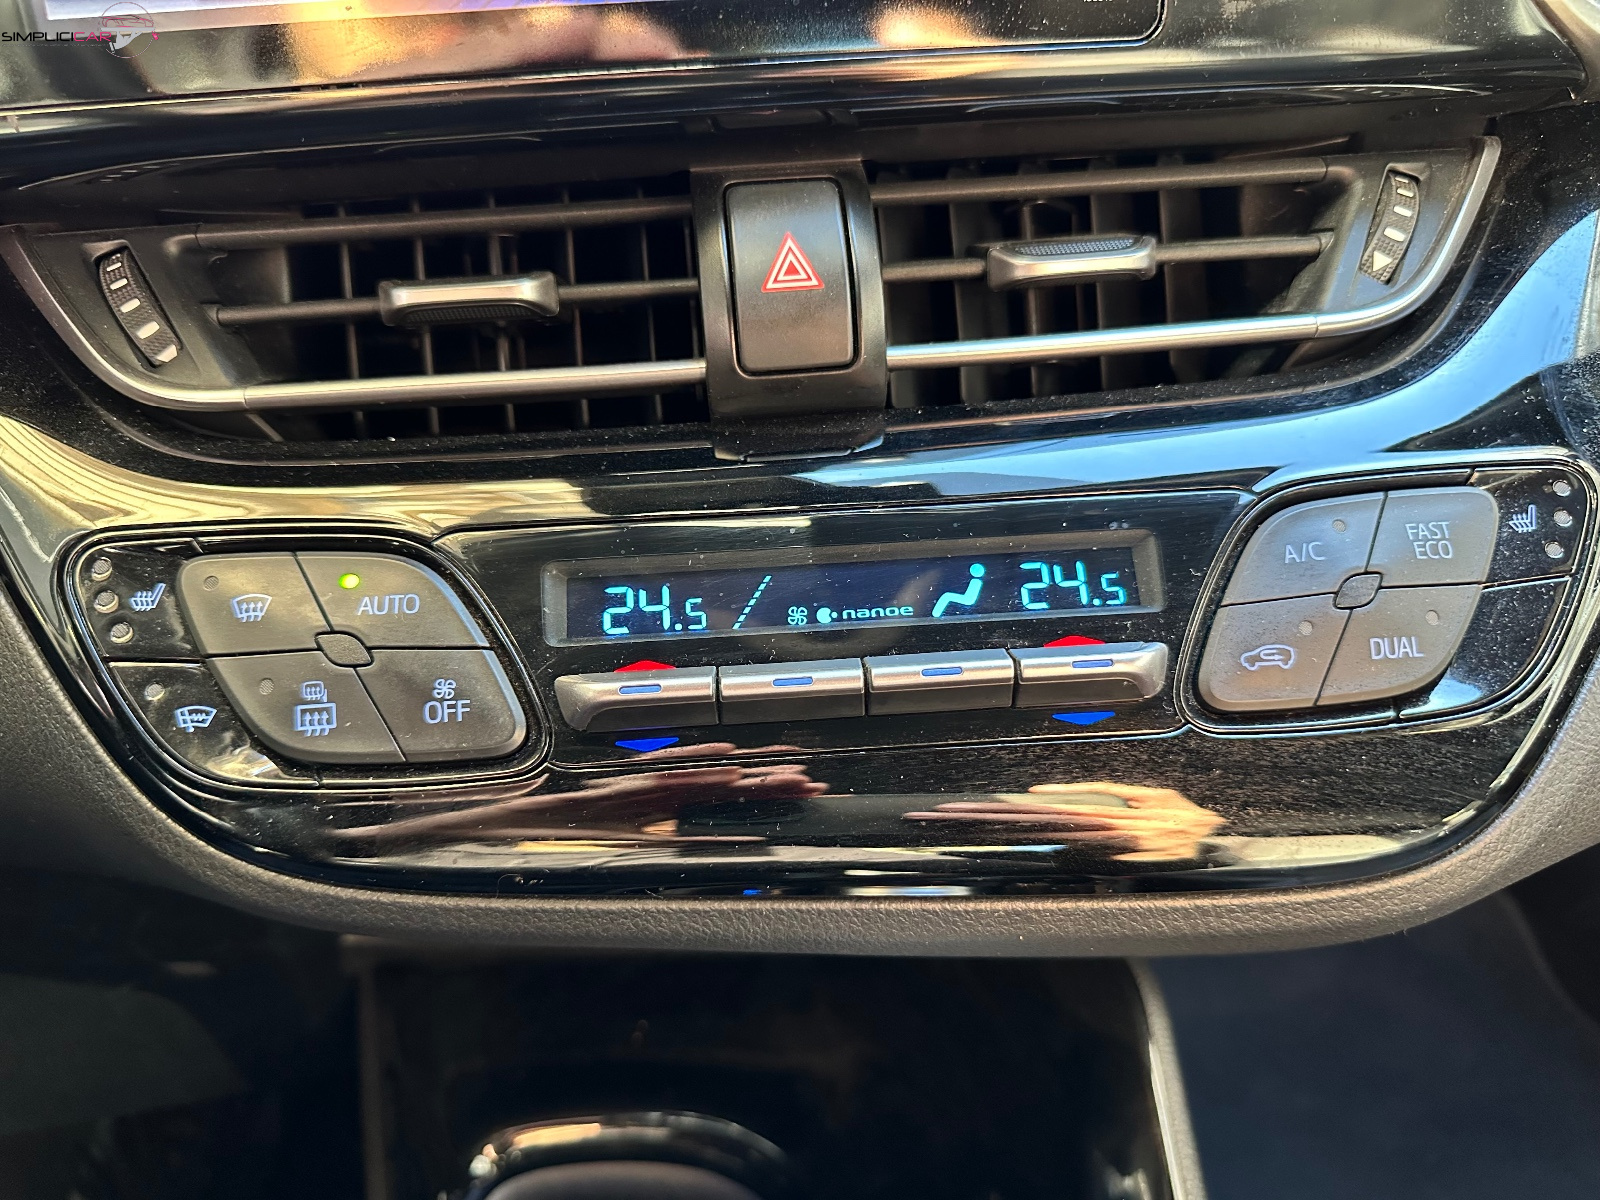 SIMPLICICAR
24.5 nanoe 24.5
AUTO
OFF
A/C
FAST
ECO
DUAL